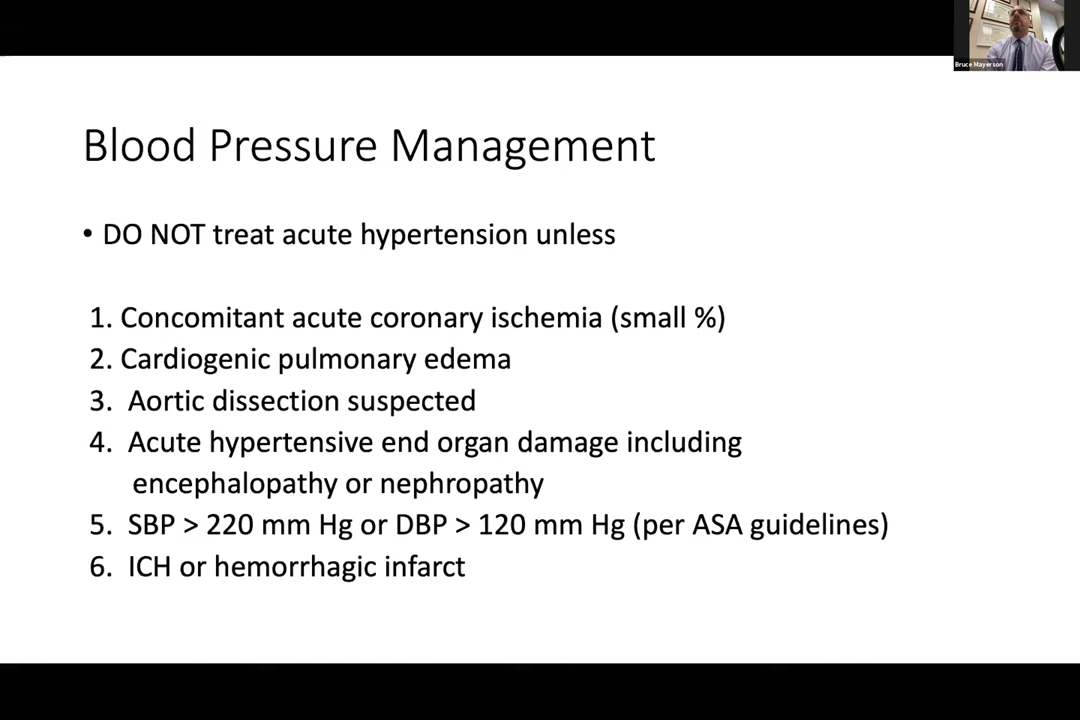 Bruce Mayerson
Blood Pressure Management
• DO NOT treat acute hypertension unless
1. Concomitant acute coronary ischemia (small %)
2. Cardiogenic pulmonary edema
3. Aortic dissection suspected
4. Acute hypertensive end organ damage including
encephalopathy or nephropathy
5. SBP > 220 mm Hg or DBP > 120 mm Hg (per ASA guidelines)
6. ICH or hemorrhagic infarct